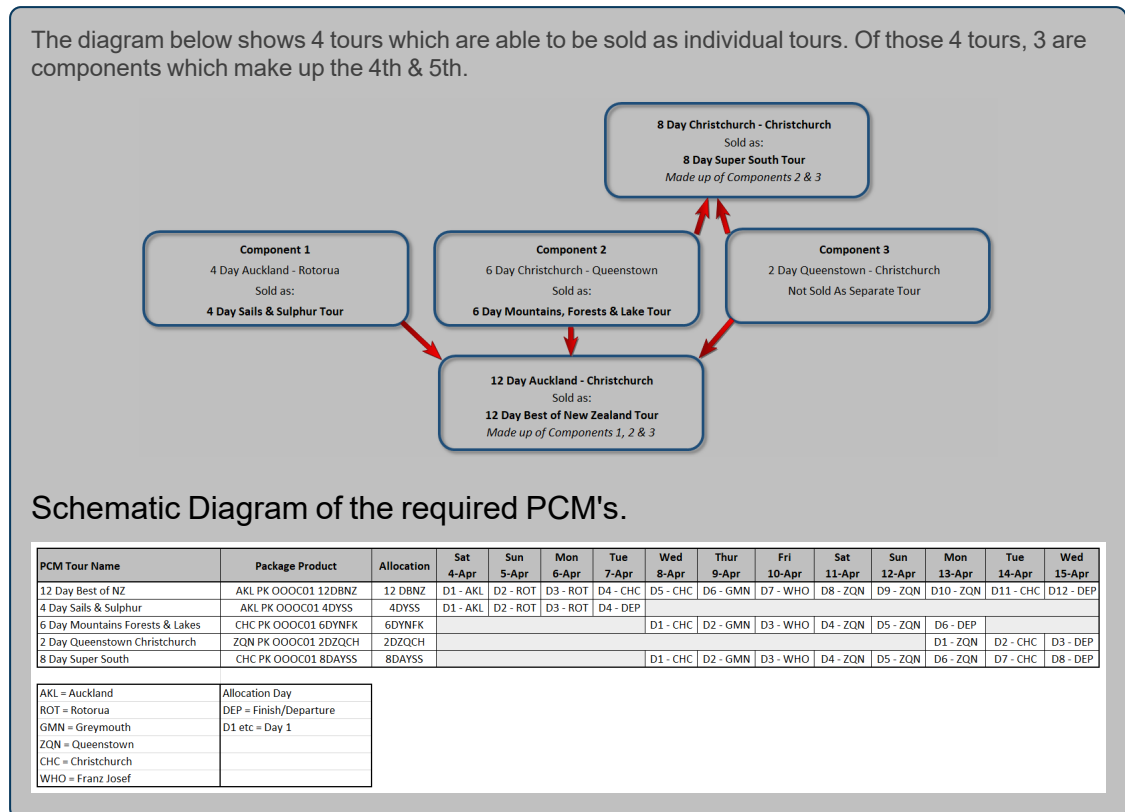 The diagram below shows 4 tours which are able to be sold as individual tours. Of those 4 tours, 3 are
components which make up the 4th & 5th.
8 Day Christchurch - Christchurch
Sold as:
8 Day Super South Tour
Made up of Components 2 & 3
Component 1
4 Day Auckland - Rotorua
Sold as:
4 Day Sails & Sulphur Tour
Component 2
6 Day Christchurch - Queenstown
Sold as:
6 Day Mountains, Forests & Lake Tour
Component 3
2 Day Queenstown - Christchurch
Not Sold As Separate Tour
12 Day Auckland - Christchurch
Sold as:
12 Day Best of New Zealand Tour
Made up of Components 1, 2 & 3
Schematic Diagram of the required PCM's.
PCM Tour Name Package Product Allocation Sat Sun Mon Tue Wed Thur Fri Sat Sun Mon Tue Wed
4-Apr 5-Apr 6-Apr 7-Apr 8-Apr 9-Apr 10-Apr 11-Apr 12-Apr 13-Apr 14-Apr 15-Apr
12 Day Best of NZ AKL PK OOOC01 12DBNZ 12 DBNZ D1 - AKL D2 - ROT D3 - ROT D4 - CHC D5 - CHC D6 - GMN D7 - WHO D8 - ZQN D9 - ZQN D10 - ZQN D11 - CHC D12 - DEP
4 Day Sails & Sulphur AKL PK OOOC01 4DYSS 4DYSS D1 - AKL D2 - ROT D3 - ROT D4 - DEP
6 Day Mountains Forests & Lakes CHC PK OOOC01 6DYNFK 6DYNFK D1 - CHC D2 - GMN D3 - WHO D4 - ZQN D5 - ZQN D6 - DEP
2 Day Queenstown Christchurch ZQN PK OOOC01 2DZQCH 2DZQCH D1 - ZQN D2 - CHC D3 - DEP
8 Day Super South CHC PK OOOC01 8DAYSS 8DAYSS D1 - CHC D2 - GMN D3 - WHO D4 - ZQN D5 - ZQN D6 - ZQN D7 - CHC D8 - DEP
AKL = Auckland Allocation Day
ROT = Rotorua DEP = Finish/Departure
GMN = Greymouth D1 etc = Day 1
ZQN = Queenstown
CHC = Christchurch
WHO = Franz Josef